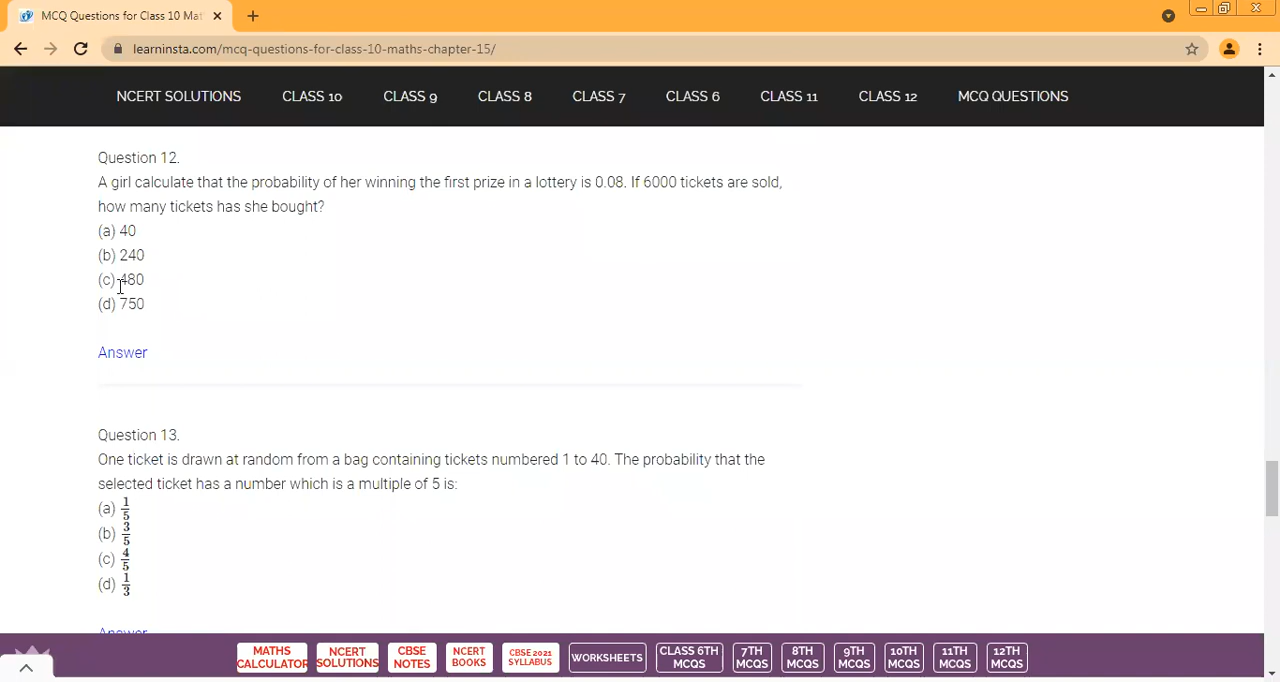 MCQ Questions for Class 10 Mat
learninsta.com/mcq-questions-for-class-10-maths-chapter-15/
NCERT SOLUTIONS CLASS 10 CLASS 9 CLASS 8 CLASS 7 CLASS 6 CLASS 11 CLASS 12 MCQ QUESTIONS
Question 12.
A girl calculate that the probability of her winning the first prize in a lottery is 0.08. If 6000 tickets are sold,
how many tickets has she bought?
(a) 40
(b) 240
(c) 480
(d) 750
Answer
Question 13.
One ticket is drawn at random from a bag containing tickets numbered 1 to 40. The probability that the
selected ticket has a number which is a multiple of 5 is:
(a) 1/5
(b) 3/5
(c) 4/5
(d) 1/3
Answer
MATHS CALCULATOR NCERT SOLUTIONS CBSE NOTES NCERT BOOKS CBSE 2021 SYLLABUS WORKSHEETS CLASS 6TH MCQS 7TH MCQS 8TH MCQS 9TH MCQS 10TH MCQS 11TH MCQS 12TH MCQS